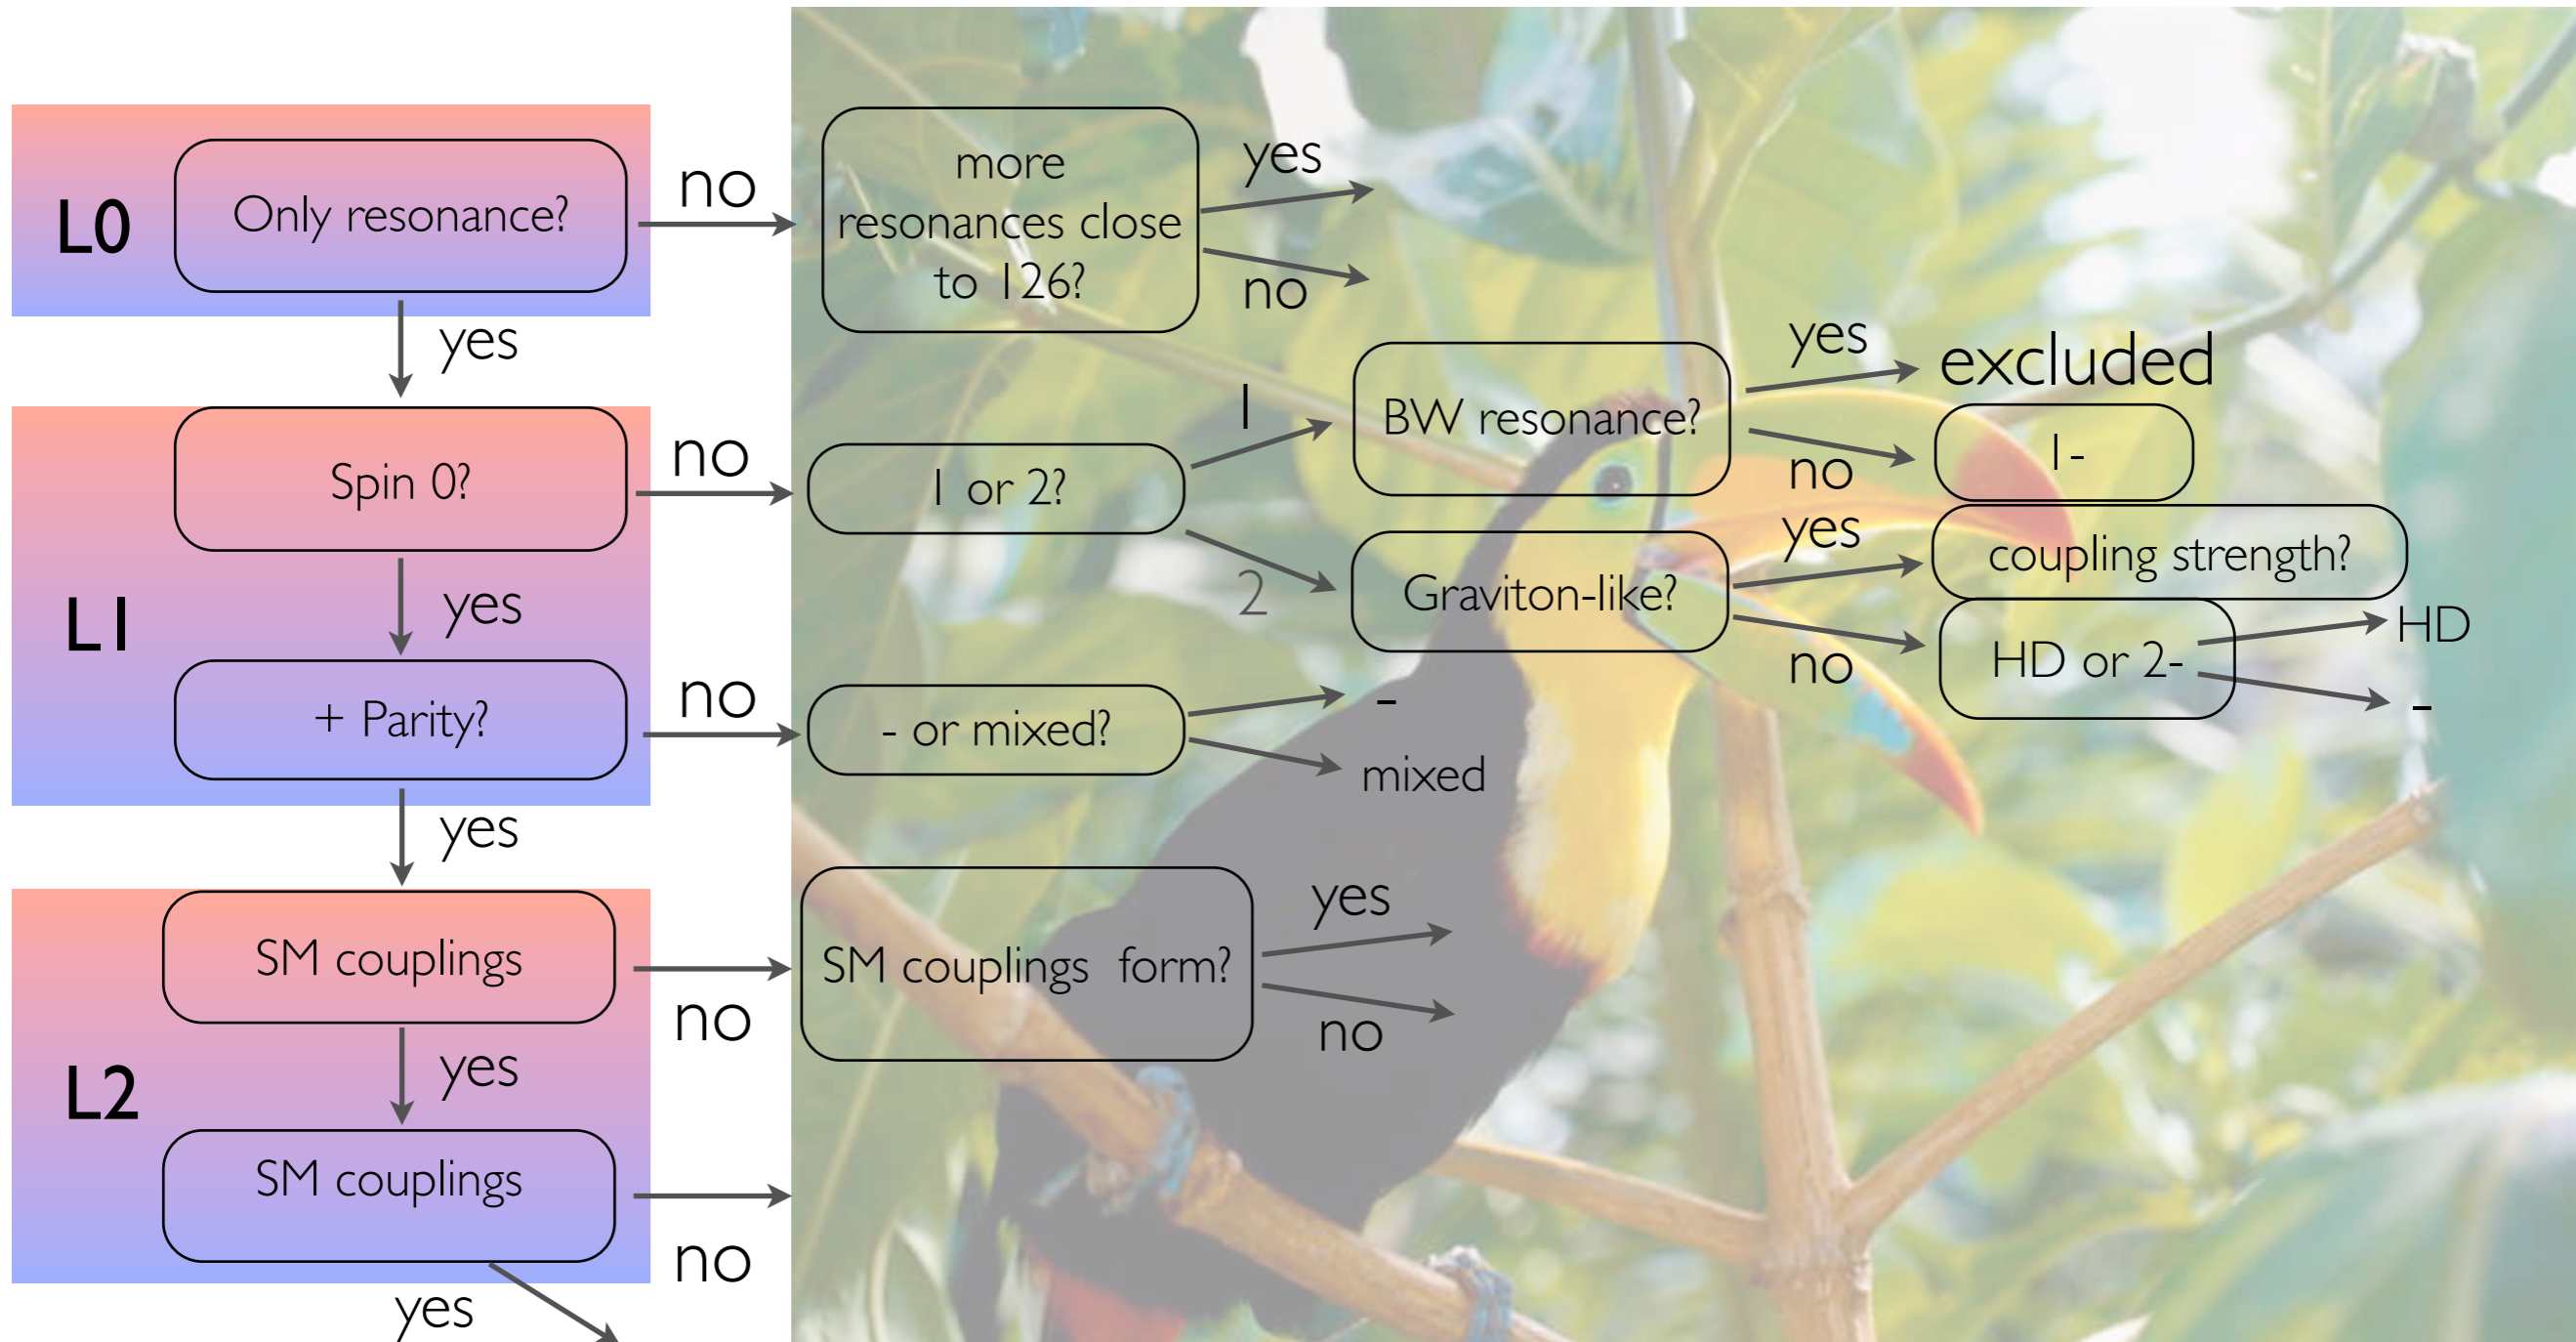 L0
Only resonance?
no
more
resonances close
to 126?
yes
no
yes
L1
Spin 0?
no
1 or 2?
1
BW resonance?
yes
excluded
no
1-
2
Graviton-like?
yes
coupling strength?
no
HD or 2-
HD
-
yes
+ Parity?
no
- or mixed?
-
mixed
yes
L2
SM couplings
no
SM couplings form?
yes
no
yes
SM couplings
no
yes